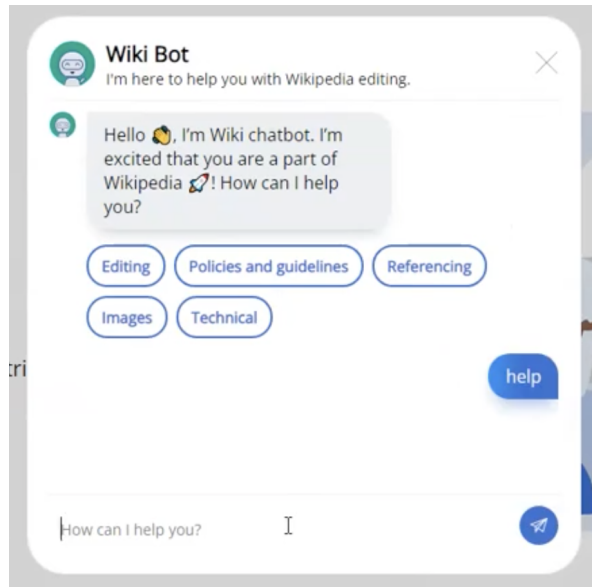 Wiki Bot
I'm here to help you with Wikipedia editing.
Hello 👏, I'm Wiki chatbot. I'm
excited that you are a part of
Wikipedia 🚀! How can I help
you?
Editing
Policies and guidelines
Referencing
Images
Technical
tri
help
How can I help you?